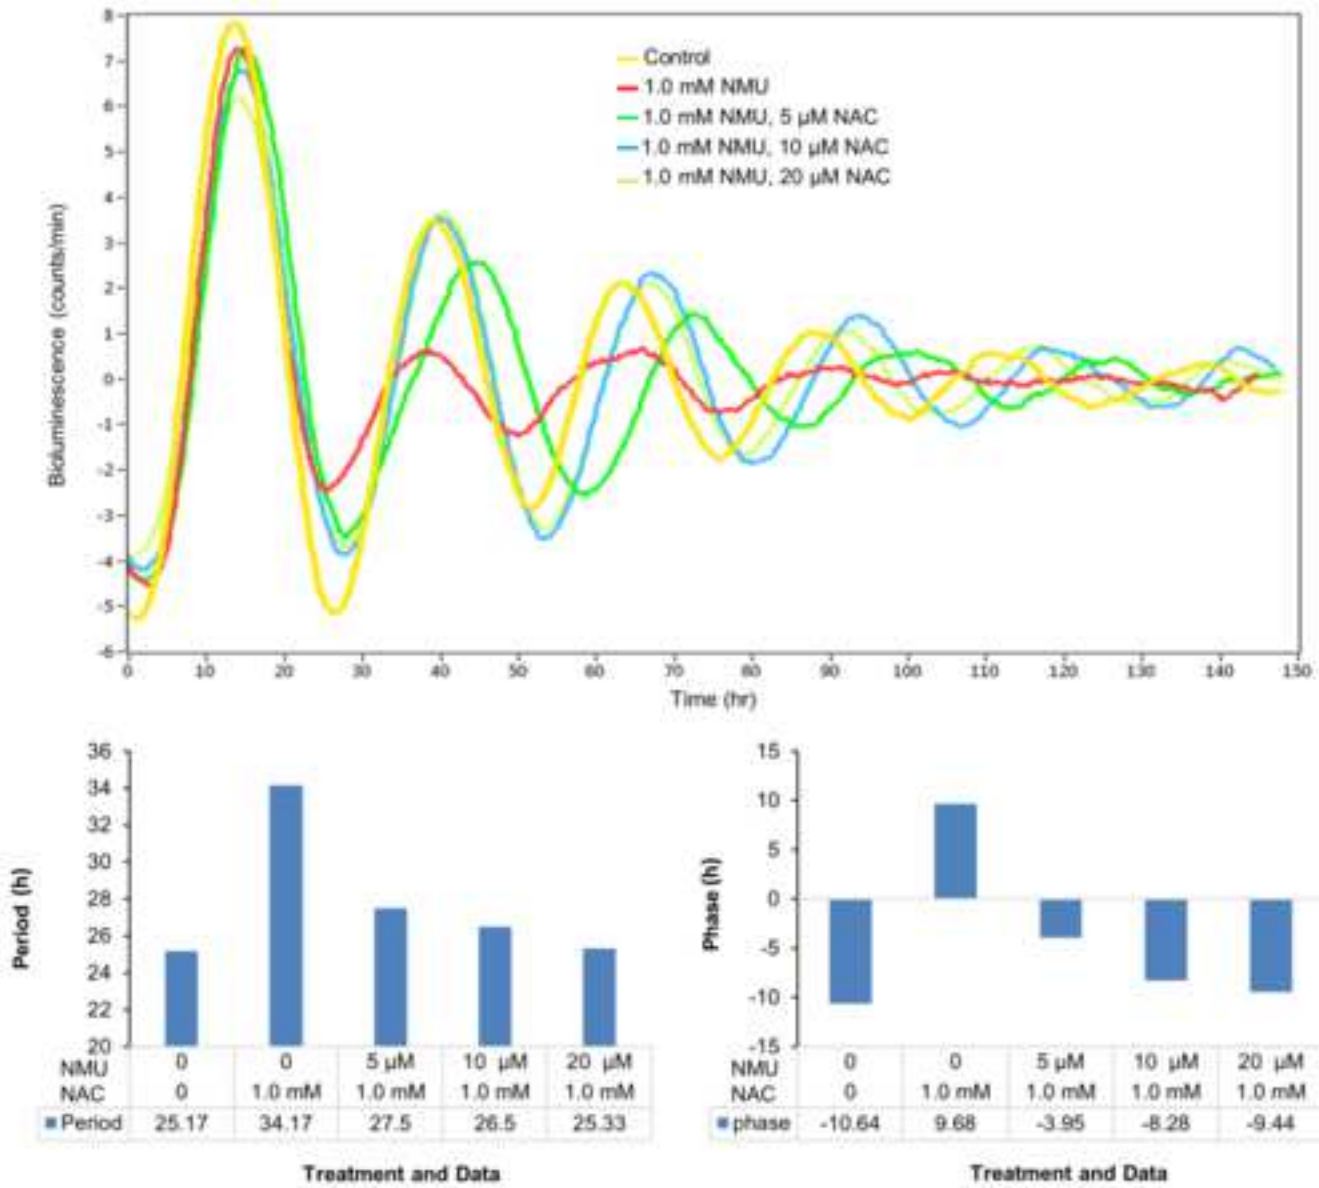 8
7
6
5
4
3
2
1
0
-1
-2
-3
-4
-5
-6
Bioluminescence (counts/min)
Control
1.0 mM NMU
1.0 mM NMU, 5 µM NAC
1.0 mM NMU, 10 µM NAC
1.0 mM NMU, 20 µM NAC
0 10 20 30 40 50 60 70 80 90 100 110 120 130 140 150
Time (hr)
36
34
32
30
28
26
24
22
20
Period (h)
NMU 0 0 5 µM 10 µM 20 µM
NAC 0 1.0 mM 1.0 mM 1.0 mM 1.0 mM
Period 25.17 34.17 27.5 26.5 25.33
Treatment and Data
15
10
5
0
-5
-10
-15
Phase (h)
NMU 0 0 5 µM 10 µM 20 µM
NAC 0 1.0 mM 1.0 mM 1.0 mM 1.0 mM
phase -10.64 9.68 -3.95 -8.28 -9.44
Treatment and Data